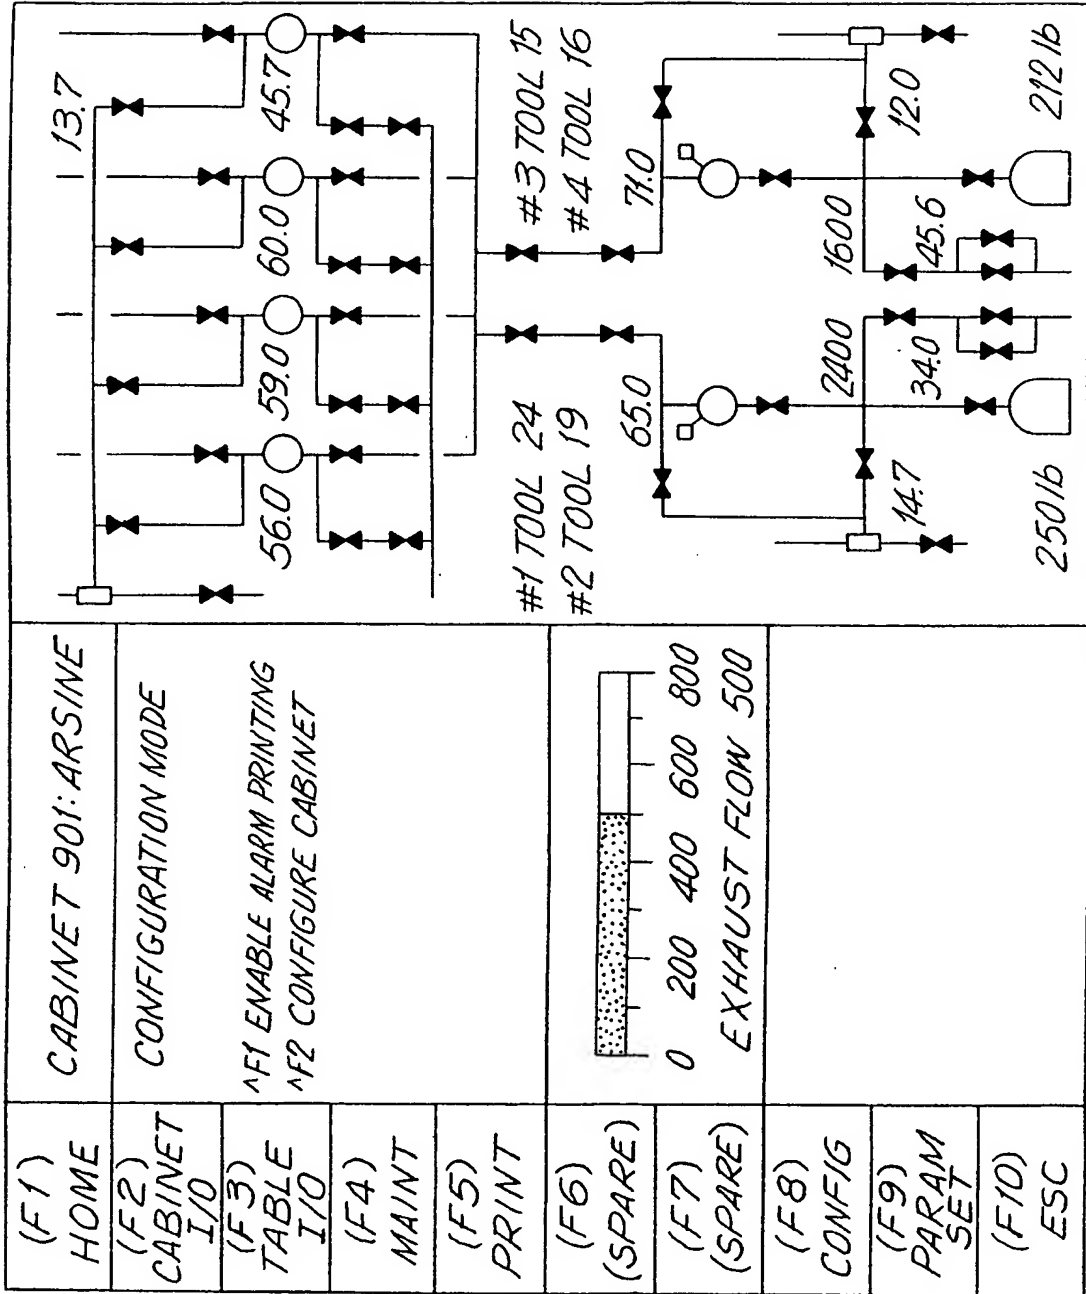 (F1)
HOME
(F2)
CABINET
I/O
(F3)
TABLE
I/O
(F4)
MAINT
(F5)
PRINT
(F6)
(SPARE)
(F7)
(SPARE)
(F8)
CONFIG
(F9)
PARAM
SET
(F10)
ESC
CABINET 901: ARSINE
CONFIGURATION MODE
^F1 ENABLE ALARM PRINTING
^F2 CONFIGURE CABINET
0 200 400 600 800
EXHAUST FLOW 500
13.7
56.0 59.0 60.0 45.7
#1 TOOL 24 #3 TOOL 15
#2 TOOL 19 #4 TOOL 16
65.0 71.0
2400 1600
14.7 34.0 45.6 12.0
250 lb 212 lb